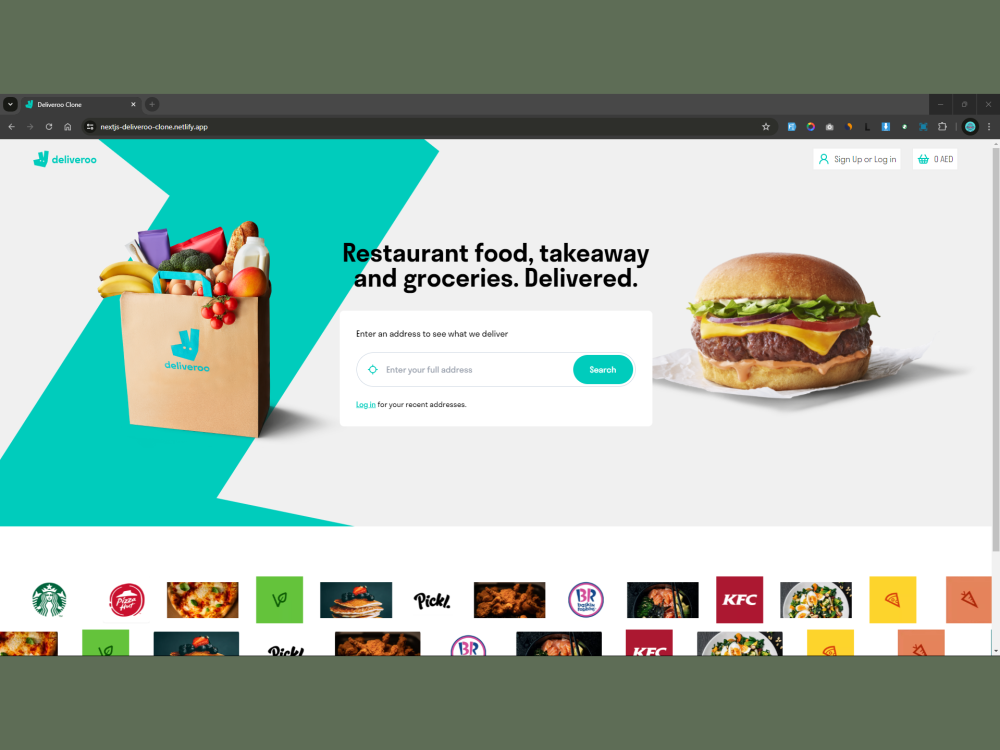 Deliveroo Clone
nextjs-deliveroo-clone.netlify.app
deliveroo
Sign Up or Log in
0 AED
Restaurant food, takeaway
and groceries. Delivered.
deliveroo
Enter an address to see what we deliver
Enter your full address
Search
Log in for your recent addresses.
Pizza
Hut
Pickl.
BR
baskin
robbins
KFC
Pickl
BR
KFC